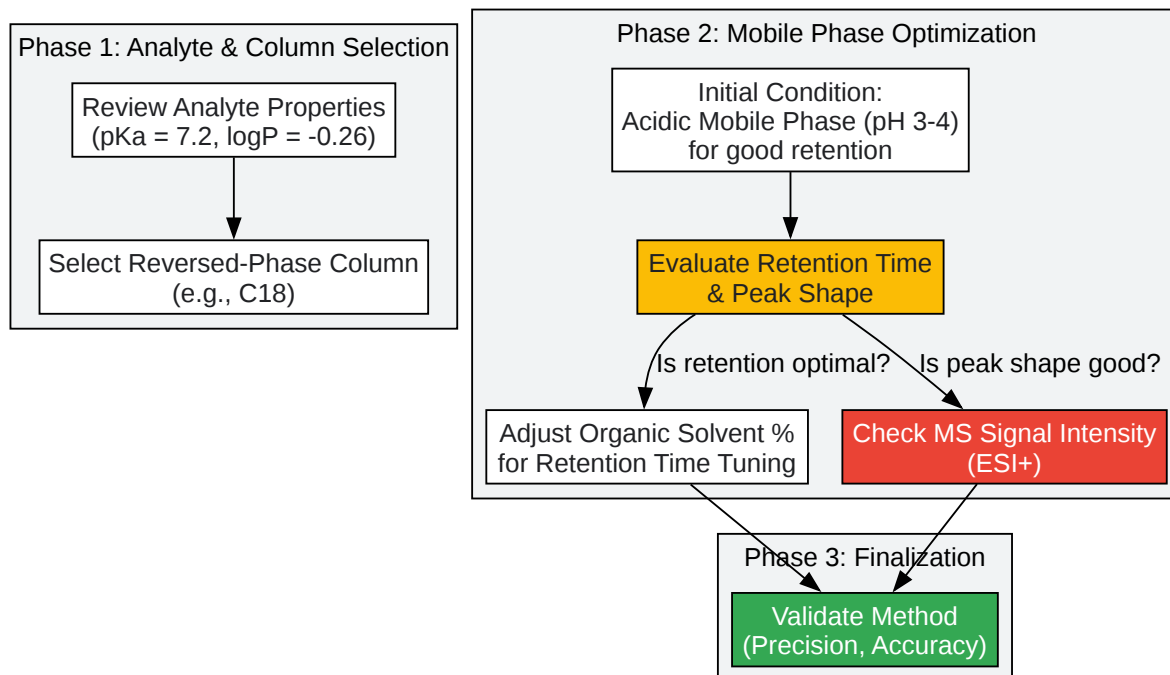 Phase 1: Analyte & Column Selection
Review Analyte Properties
(pKa = 7.2, logP = -0.26)
Select Reversed-Phase Column
(e.g., C18)
Phase 2: Mobile Phase Optimization
Initial Condition:
Acidic Mobile Phase (pH 3-4)
for good retention
Evaluate Retention Time
& Peak Shape
Is retention optimal?
Is peak shape good?
Adjust Organic Solvent %
for Retention Time Tuning
Check MS Signal Intensity
(ESI+)
Phase 3: Finalization
Validate Method
(Precision, Accuracy)